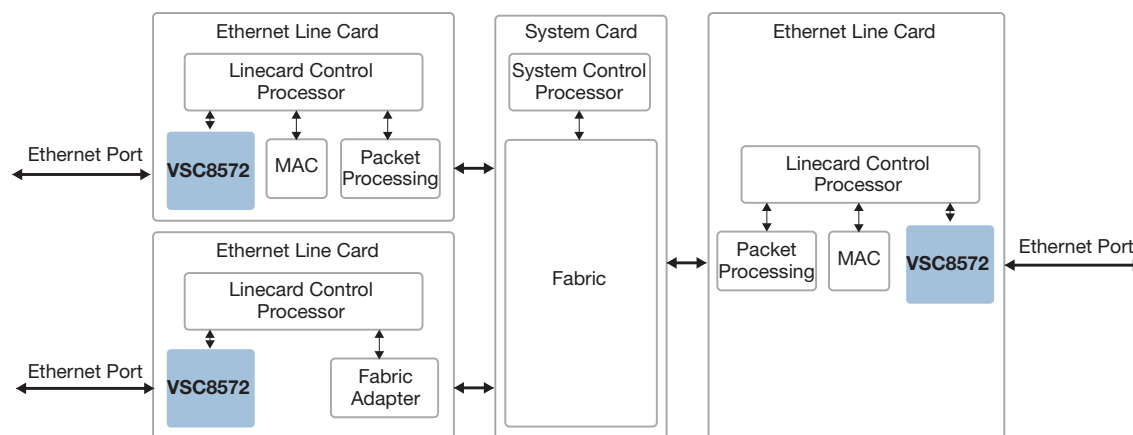 Ethernet Line Card
Linecard Control
Processor
Ethernet Port
VSC8572
MAC
Packet
Processing
Ethernet Line Card
Linecard Control
Processor
Ethernet Port
VSC8572
Fabric
Adapter
System Card
System Control
Processor
Fabric
Ethernet Line Card
Linecard Control
Processor
Packet
Processing
MAC
VSC8572
Ethernet Port